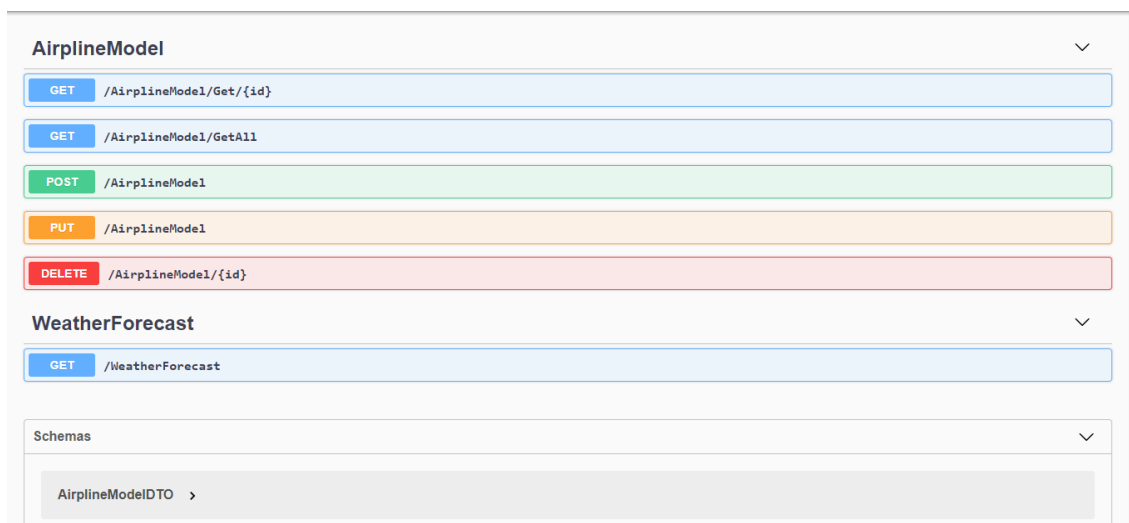 AirplineModel
GET /AirplineModel/Get/{id}
GET /AirplineModel/GetAll
POST /AirplineModel
PUT /AirplineModel
DELETE /AirplineModel/{id}
WeatherForecast
GET /WeatherForecast
Schemas
AirplineModelDTO